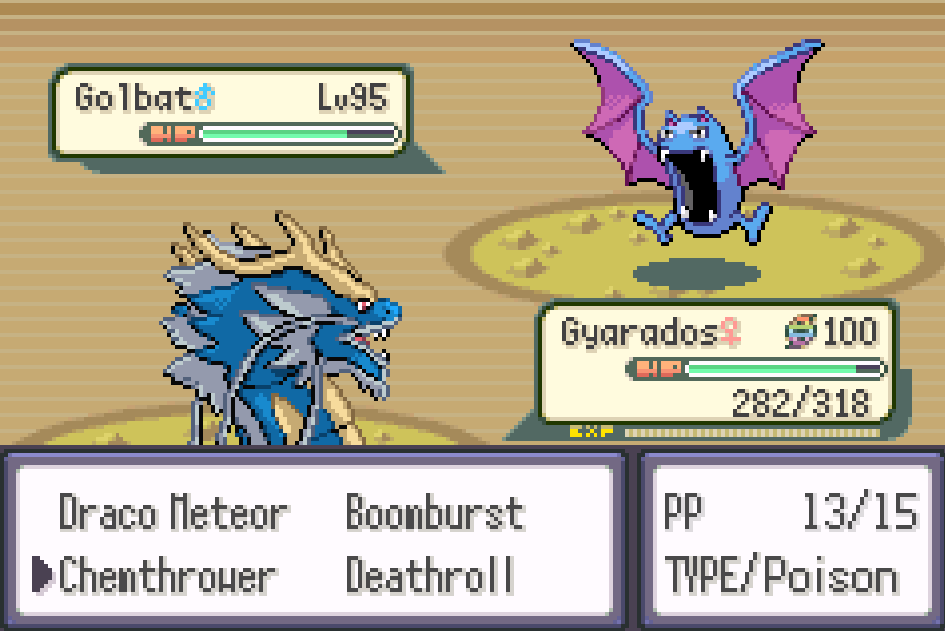 Golbat♂ Lv95
HP
Gyarados♀ 100
HP
282/318
EXP
Draco Meteor Boomburst
Chemthrower Deathroll
PP 13/15
TYPE/Poison